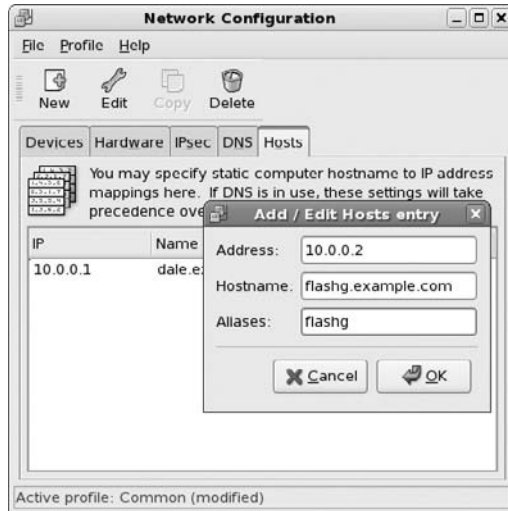 Network Configuration
File Profile Help
New Edit Copy Delete
Devices Hardware IPsec DNS Hosts
You may specify static computer hostname to IP address
mappings here. If DNS is in use, these settings will take
precedence ove
IP Name
10.0.0.1 dale.e
Add / Edit Hosts entry
Address: 10.0.0.2
Hostname: flashg.example.com
Aliases: flashg
Cancel OK
Active profile: Common (modified)